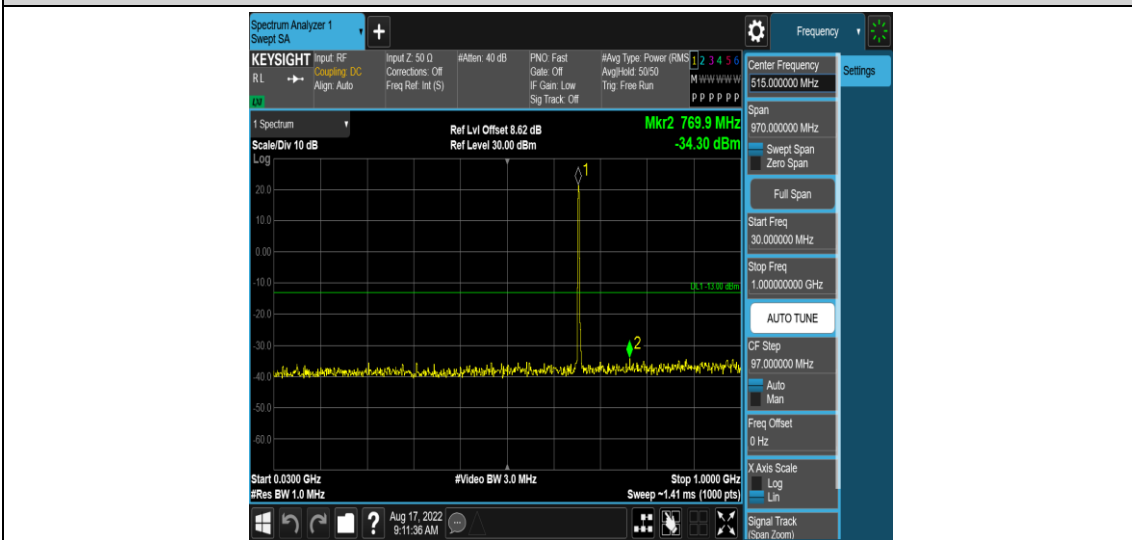 Spectrum Analyzer 1
Swept SA
+
Frequency
KEYSIGHT
RL
LXI
Input: RF
Coupling: DC
Align: Auto
Input Z: 50 Ω
Corrections: Off
Freq Ref: Int (S)
#Atten: 40 dB
PNO: Fast
Gate: Off
IF Gain: Low
Sig Track: Off
#Avg Type: Power (RMS
Avg|Hold: 50/50
Trig: Free Run
1 2 3 4 5 6
M W W W W W
P P P P P P
1 Spectrum
Scale/Div 10 dB
Ref Lvl Offset 8.62 dB
Ref Level 30.00 dBm
Mkr2 769.9 MHz
-34.30 dBm
Log
20.0
10.0
0.00
-10.0
-20.0
-30.0
-40.0
-50.0
-60.0
1
DL1 -13.00 dBm
2
Start 0.0300 GHz
#Res BW 1.0 MHz
#Video BW 3.0 MHz
Stop 1.0000 GHz
Sweep ~1.41 ms (1000 pts)
?
Aug 17, 2022
9:11:36 AM
Center Frequency
515.000000 MHz
Settings
Span
970.000000 MHz
Swept Span
Zero Span
Full Span
Start Freq
30.000000 MHz
Stop Freq
1.000000000 GHz
AUTO TUNE
CF Step
97.000000 MHz
Auto
Man
Freq Offset
0 Hz
X Axis Scale
Log
Lin
Signal Track
(Span Zoom)